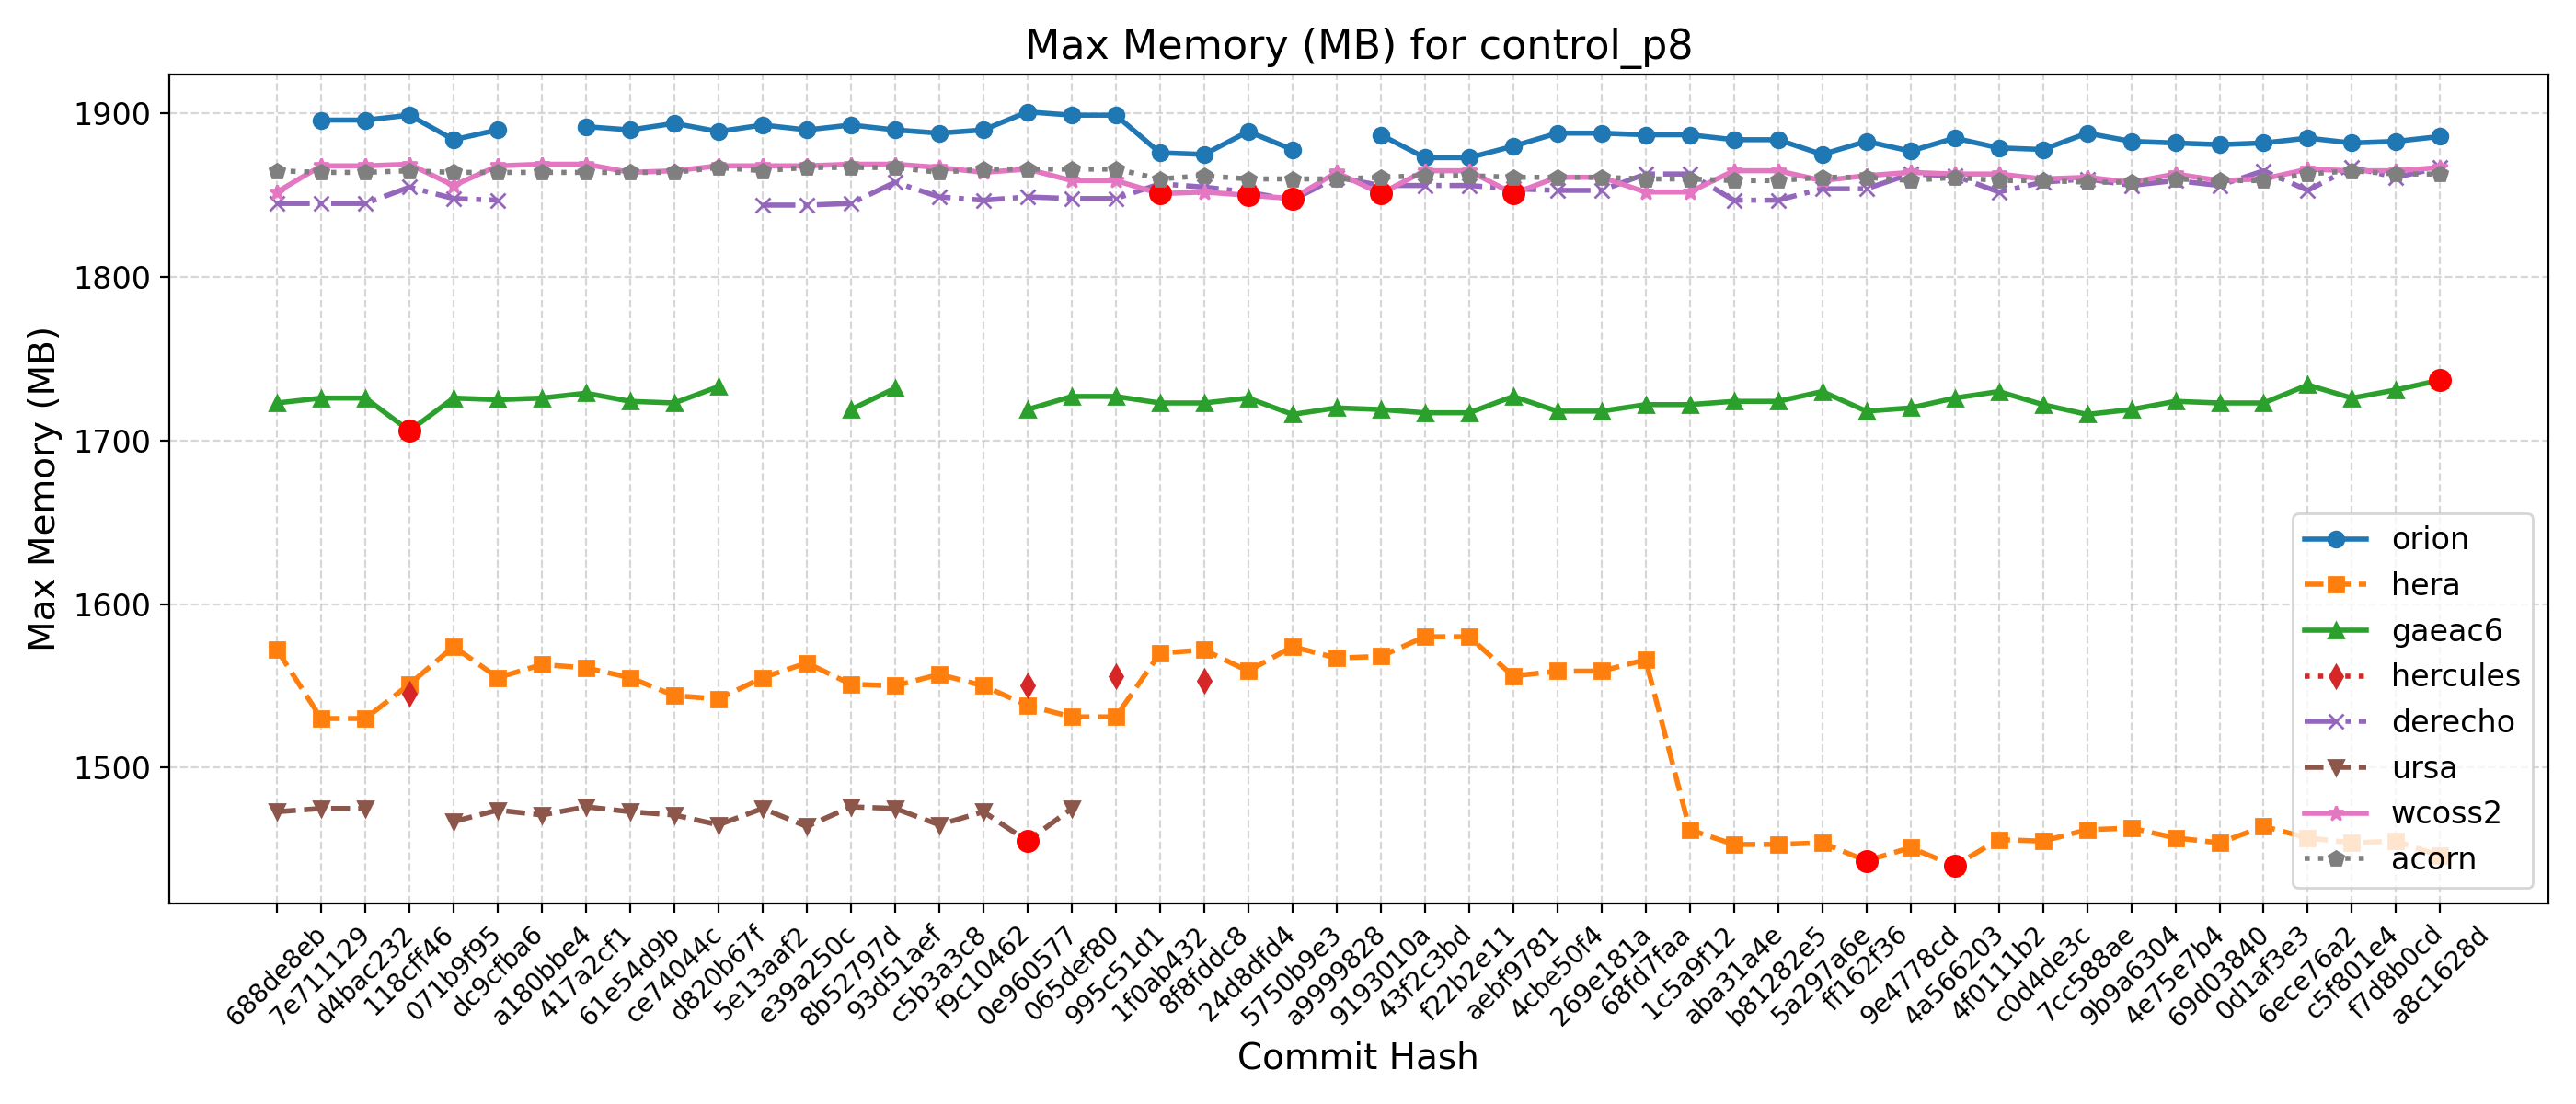 Max Memory (MB) for control_p8
Max Memory (MB)
1900
1800
1700
1600
1500
orion
hera
gaeac6
hercules
derecho
ursa
wcoss2
acorn
688de8eb
7e711129
d4bac232
118cff46
071b9f95
dc9cfba6
a180bbe4
417a2cf1
61e54d9b
ce74044c
d820b67f
5e13aaf2
e39a250c
8b52797d
93d51aef
c5b3a3c8
f9c10462
0e960577
065def80
995c51d1
1f0ab432
8f8fddc8
24d8dfd4
5750b9e3
a9999828
9193010a
43f2c3bd
f22b2e11
aebf9781
4cbe50f4
269e181a
68fd7faa
1c5a9f12
aba31a4e
b81282e5
5a297a6e
ff162f36
9e4778cd
4a566203
4f0111b2
c0d4de3c
7cc588ae
9b9a6304
4e75e7b4
69d03840
0d1af3e3
6ece76a2
c5f801e4
f7d8b0cd
a8c1628d
Commit Hash